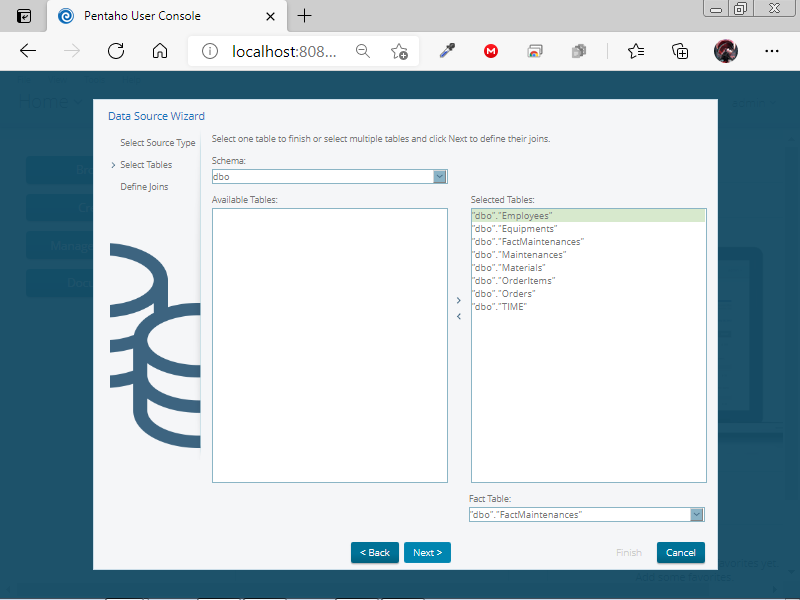 Pentaho User Console
localhost:808...
Data Source Wizard
Select Source Type
Select Tables
Define Joins
Select one table to finish or select multiple tables and click Next to define their joins.
Schema:
dbo
Available Tables:
Selected Tables:
"dbo"."Employees"
"dbo"."Equipments"
"dbo"."FactMaintenances"
"dbo"."Maintenances"
"dbo"."Materials"
"dbo"."OrderItems"
"dbo"."Orders"
"dbo"."TIME"
Fact Table:
"dbo"."FactMaintenances"
< Back
Next >
Finish
Cancel
Home